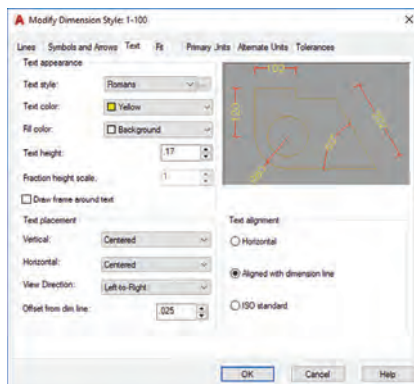 Modify Dimension Style: 1-100
Lines Symbols and Arrows Text Fit Primary Units Alternate Units Tolerances
Text appearance
Text style: Romans
Text color: Yellow
Fill color: Background
Text height: .17
Fraction height scale: 1
Draw frame around text
Text placement
Vertical: Centered
Horizontal: Centered
View Direction: Left-to-Right
Offset from dim line: .025
100
100
Text alignment
Horizontal
Aligned with dimension line
ISO standard
OK Cancel Help